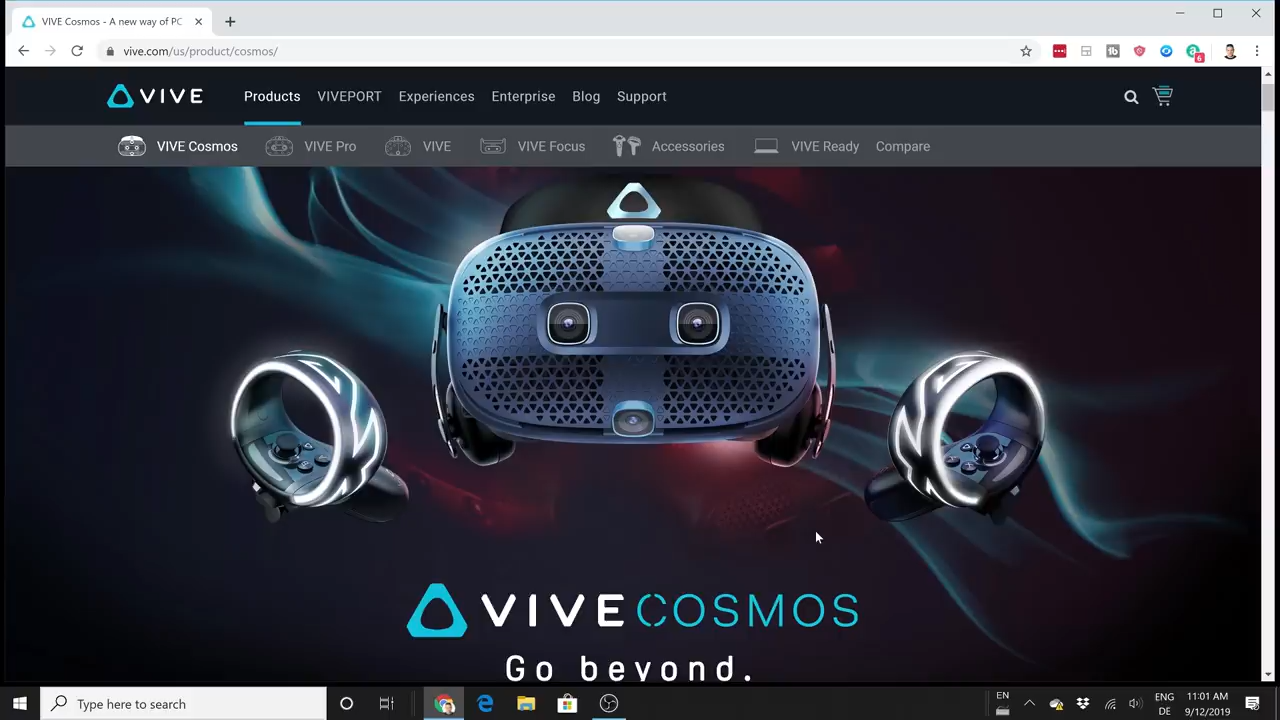 VIVE Cosmos - A new way of PC
vive.com/us/product/cosmos/
6
VIVE
Products
VIVEPORT
Experiences
Enterprise
Blog
Support
VIVE Cosmos
VIVE Pro
VIVE
VIVE Focus
Accessories
VIVE Ready
Compare
VIVE COSMOS
Go beyond.
Type here to search
EN
ENG
DE
11:01 AM
9/12/2019